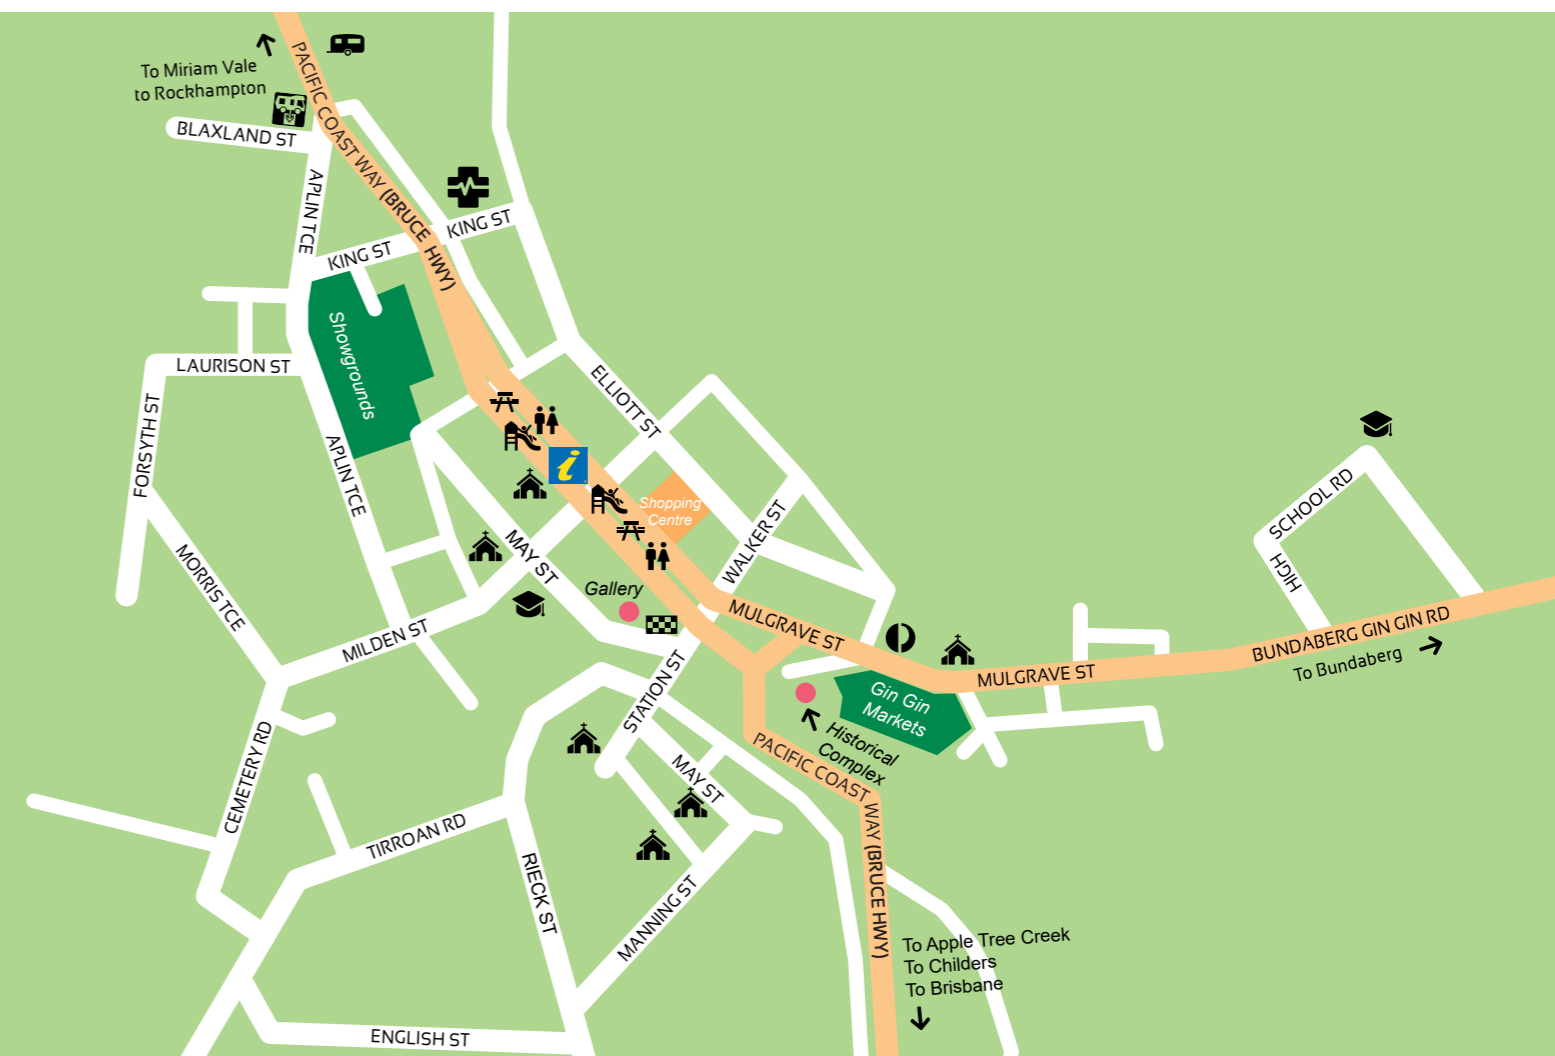 To Miriam Vale
to Rockhampton
PACIFIC COAST WAY (BRUCE HWY)
BLAXLAND ST
APLIN TCE
KING ST
KING ST
Showgrounds
LAURISON ST
FORSYTH ST
APLIN TCE
ELLIOTT ST
i
Shopping
Centre
WALKER ST
MAY ST
Gallery
MORRIS TCE
MILDEN ST
MULGRAVE ST
SCHOOL RD
HIGH
BUNDABERG GIN GIN RD
To Bundaberg
MULGRAVE ST
Gin Gin
Markets
Historical
Complex
STATION ST
PACIFIC COAST WAY (BRUCE HWY)
MAY ST
CEMETERY RD
TIRROAN RD
RIECK ST
MANNING ST
To Apple Tree Creek
To Childers
To Brisbane
ENGLISH ST